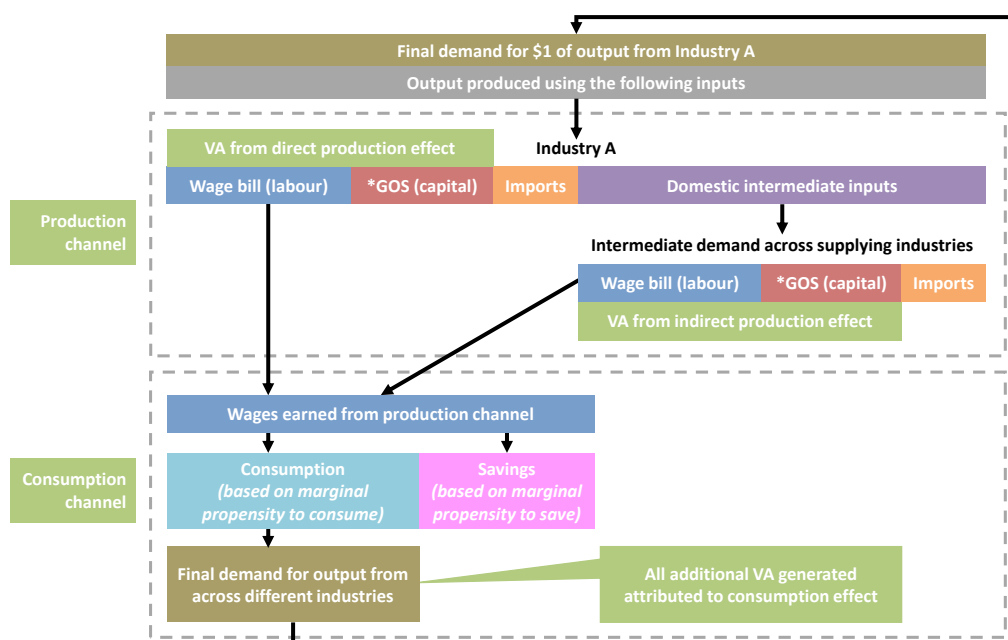 Final demand for $1 of output from Industry A
Output produced using the following inputs
VA from direct production effect
Industry A
Wage bill (labour)
*GOS (capital)
Imports
Domestic intermediate inputs
Production
channel
Intermediate demand across supplying industries
Wage bill (labour)
*GOS (capital)
Imports
VA from indirect production effect
Wages earned from production channel
Consumption
channel
Consumption
(based on marginal
propensity to consume)
Savings
(based on marginal
propensity to save)
Final demand for output from
across different industries
All additional VA generated
attributed to consumption effect